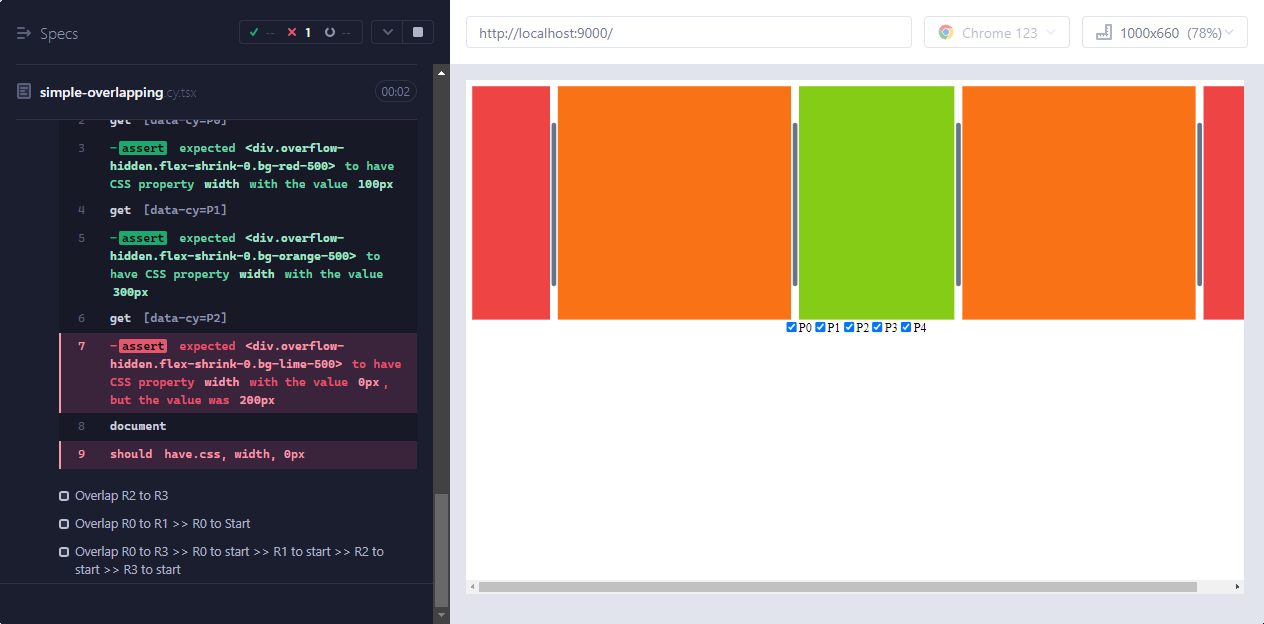 Specs
-- 1 --
simple-overlapping.cy.tsx
00:02
2 get [data-cy=P0]
3 -assert expected <div.overflow-
hidden.flex-shrink-0.bg-red-500> to have
CSS property width with the value 100px
4 get [data-cy=P1]
5 -assert expected <div.overflow-
hidden.flex-shrink-0.bg-orange-500> to
have CSS property width with the value
300px
6 get [data-cy=P2]
7 -assert expected <div.overflow-
hidden.flex-shrink-0.bg-lime-500> to have
CSS property width with the value 0px,
but the value was 200px
8 document
9 should have.css, width, 0px
Overlap R2 to R3
Overlap R0 to R1 >> R0 to Start
Overlap R0 to R3 >> R0 to start >> R1 to start >> R2 to
start >> R3 to start
http://localhost:9000/
Chrome 123
1000x660 (78%)
P0 P1 P2 P3 P4